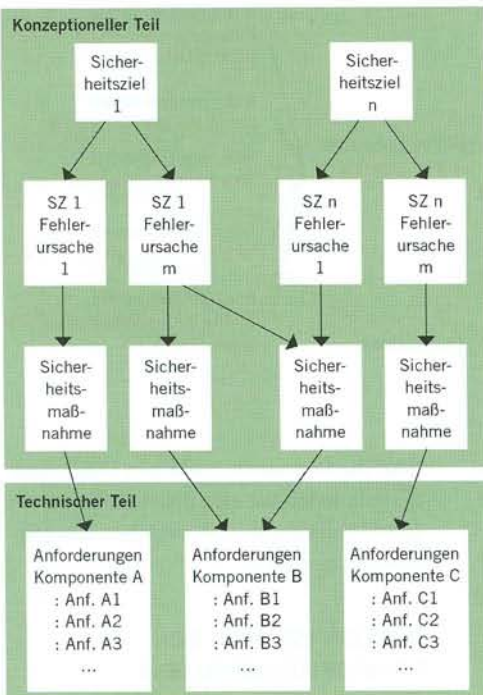 Konzeptioneller Teil
Sicher-
heitsziel
1
Sicher-
heitsziel
n
SZ 1
Fehler-
ursache
1
SZ 1
Fehler-
ursache
m
SZ n
Fehler-
ursache
1
SZ n
Fehler-
ursache
m
Sicher-
heits-
maß-
nahme
Sicher-
heits-
maß-
nahme
Sicher-
heits-
maß-
nahme
Sicher-
heits-
maß-
nahme
Technischer Teil
Anforderungen
Komponente A
: Anf. A1
: Anf. A2
: Anf. A3
...
Anforderungen
Komponente B
: Anf. B1
: Anf. B2
: Anf. B3
...
Anforderungen
Komponente C
: Anf. C1
: Anf. C2
: Anf. C3
...